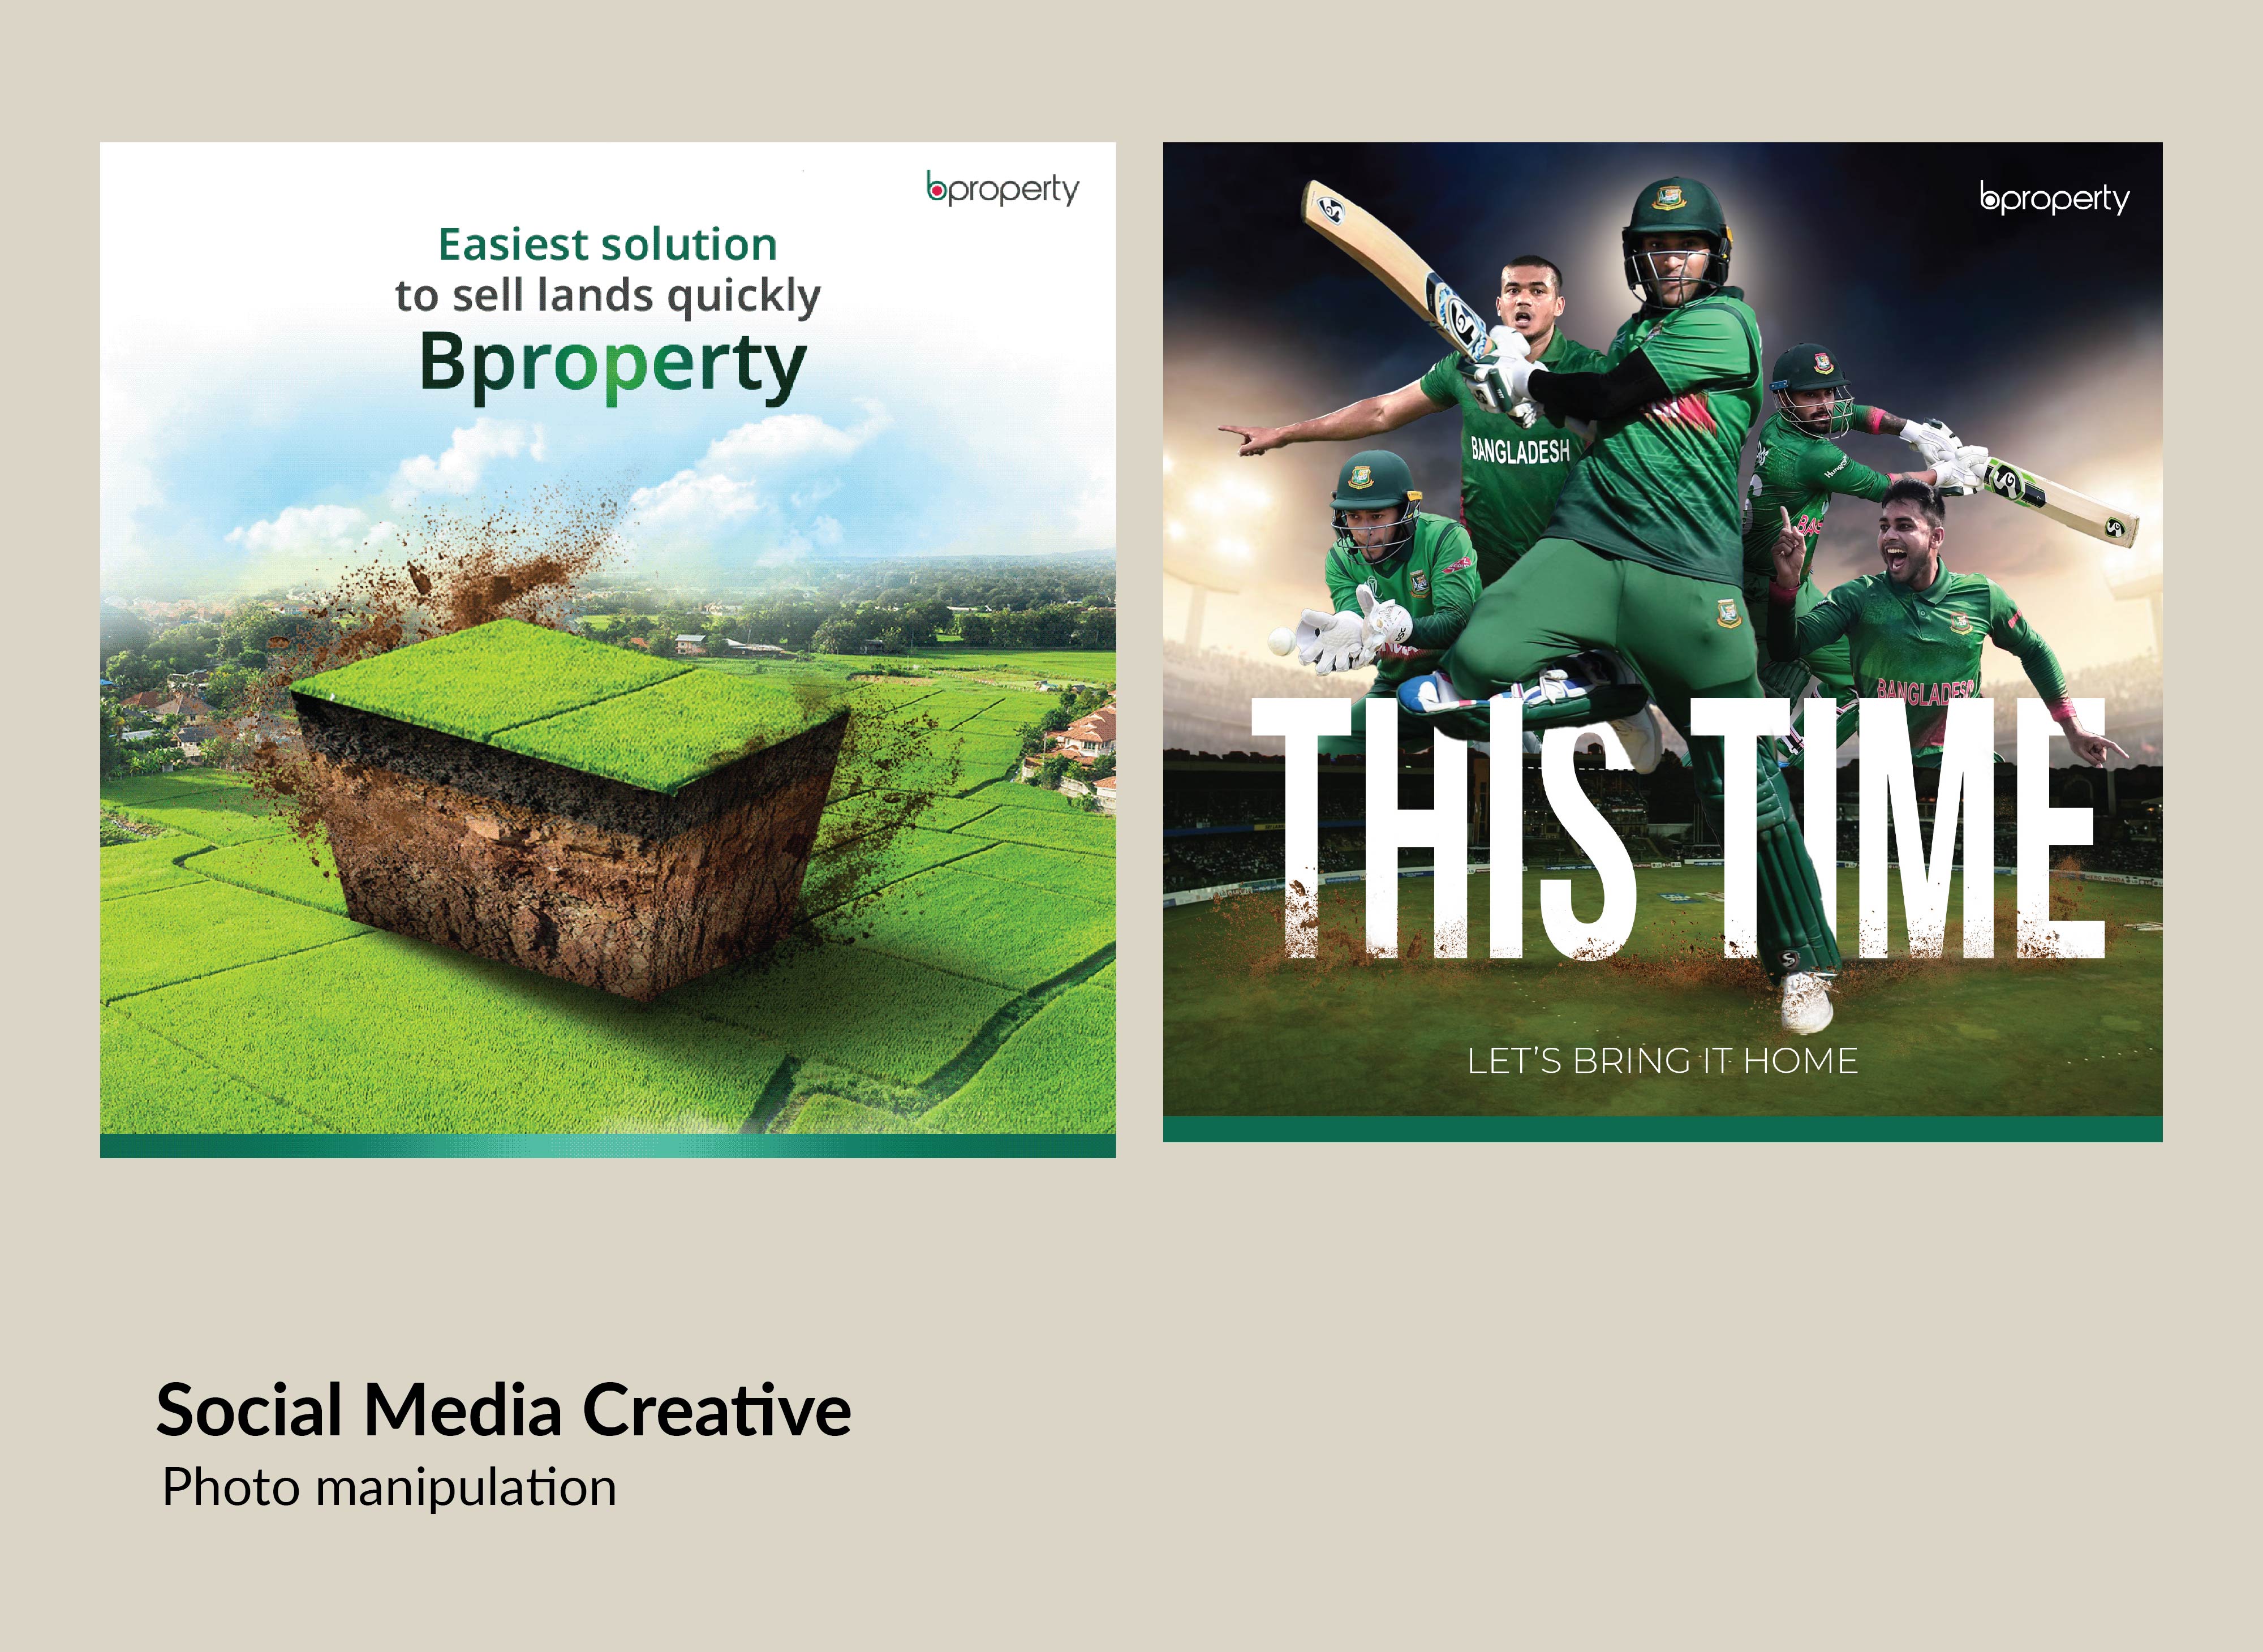 bproperty
Easiest solution
to sell lands quickly
Bproperty
bproperty
BANGLADESH
BANGLADESH
THIS TIME
LET'S BRING IT HOME
Social Media Creative
Photo manipulation